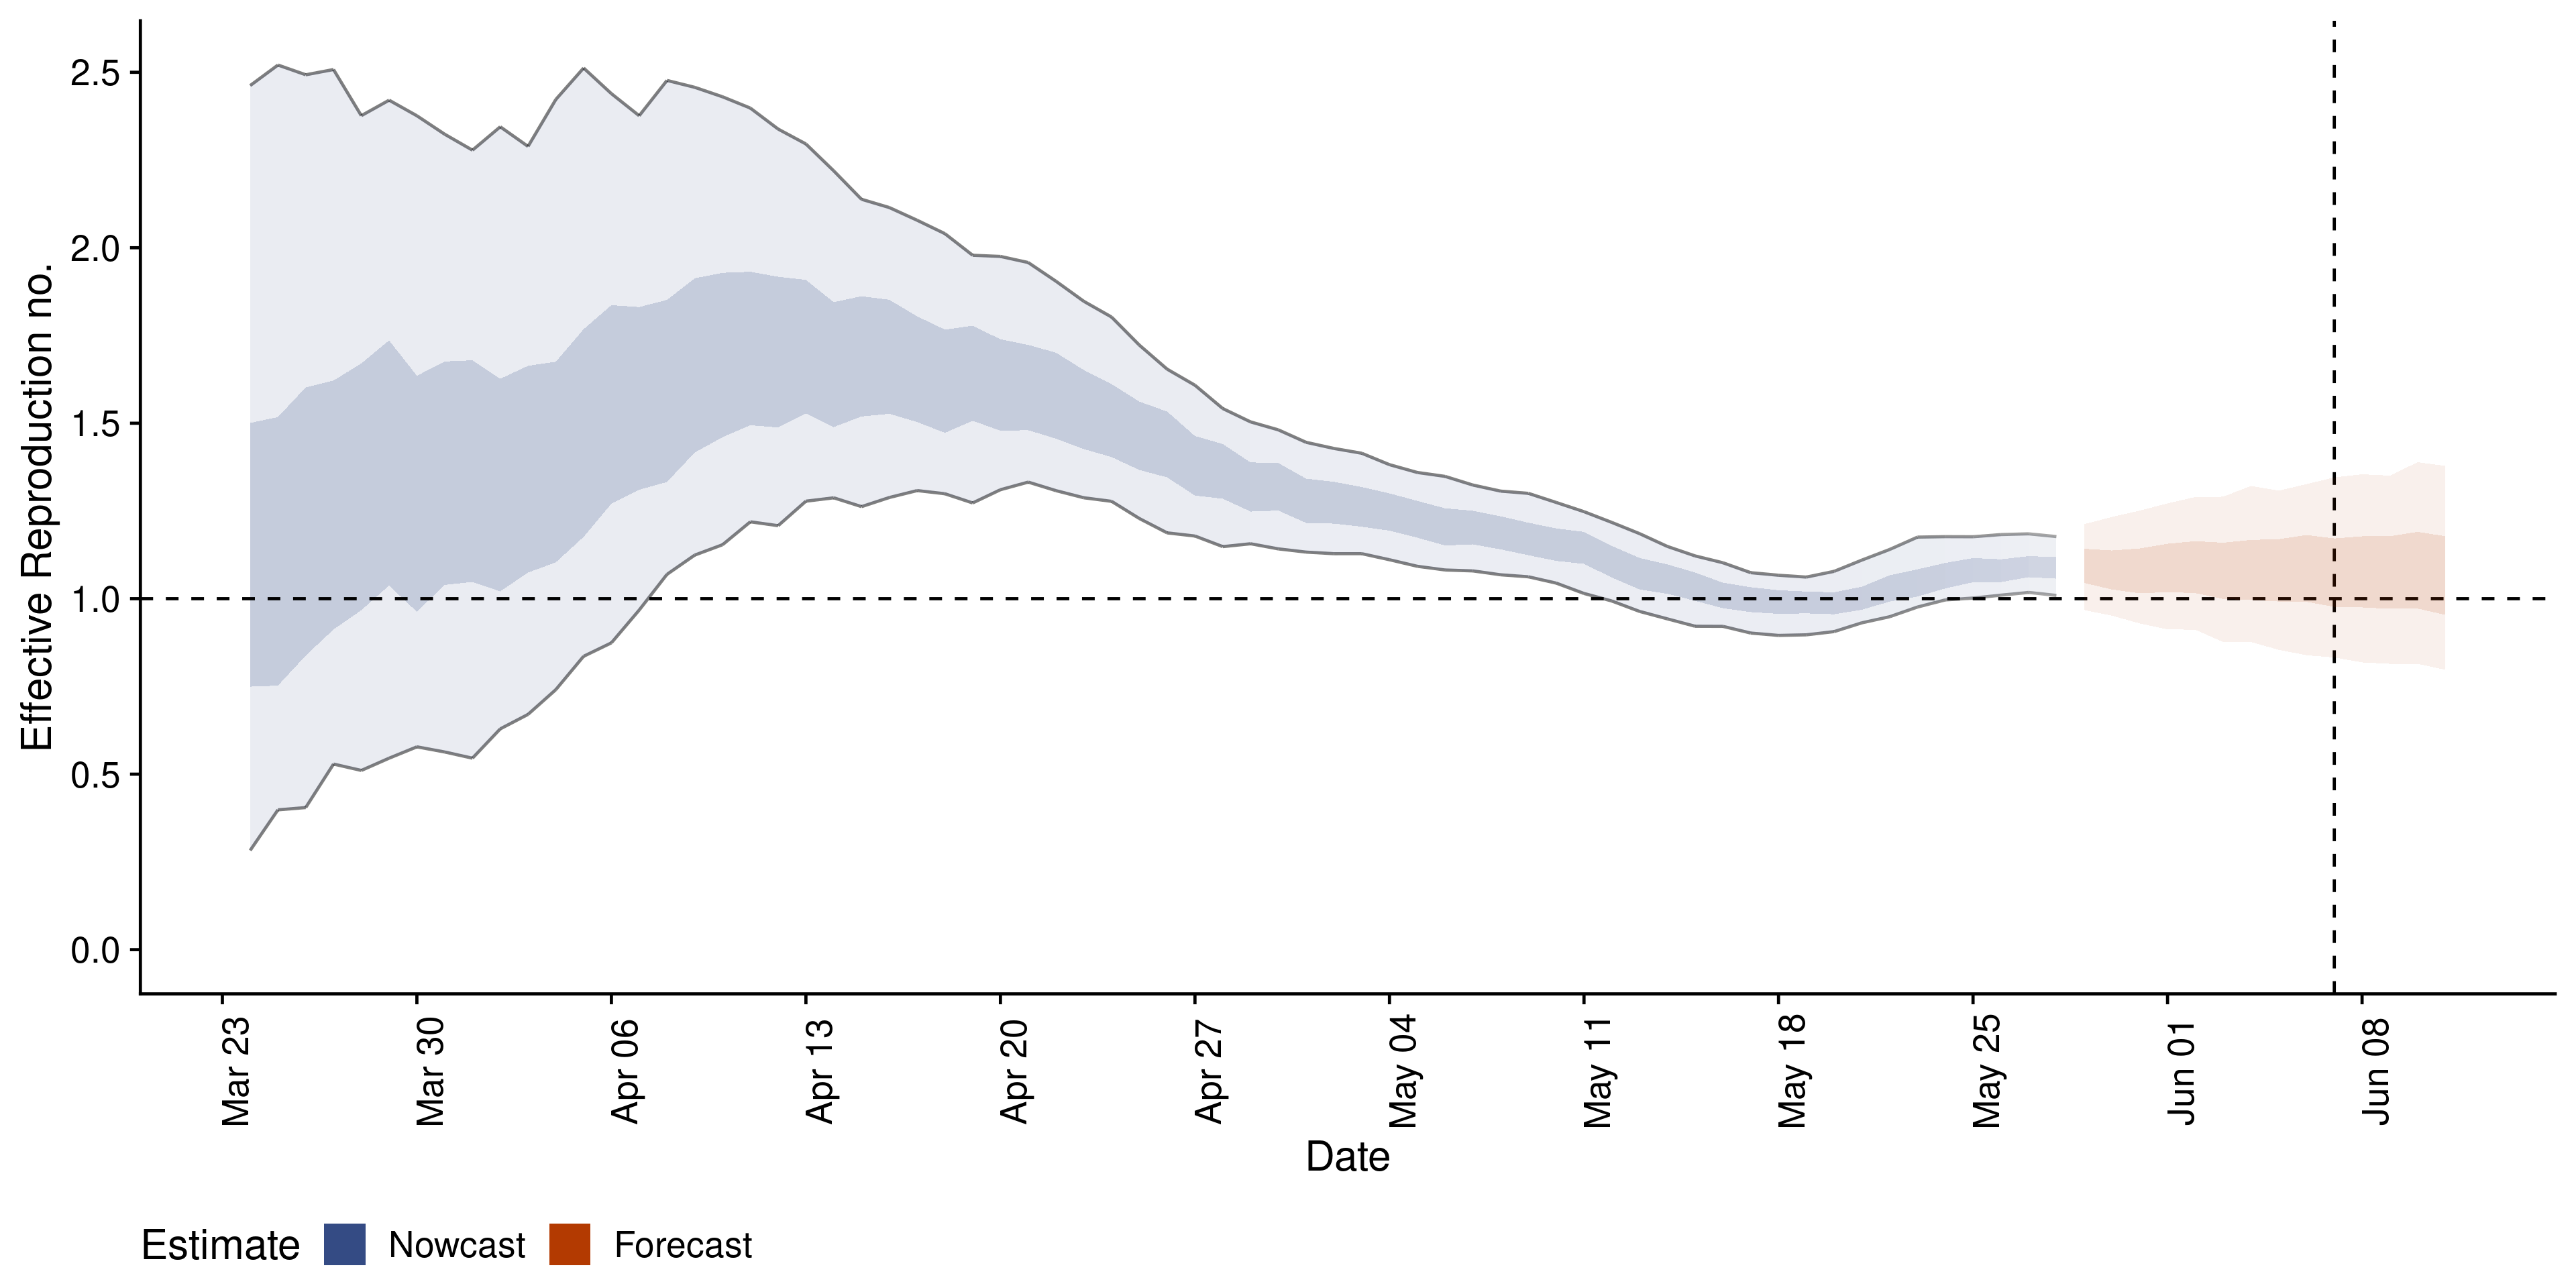 Effective Reproduction no.
2.5
2.0
1.5
1.0
0.5
0.0
Mar 23
Mar 30
Apr 06
Apr 13
Apr 20
Apr 27
May 04
May 11
May 18
May 25
Jun 01
Jun 08
Date
Estimate Nowcast Forecast